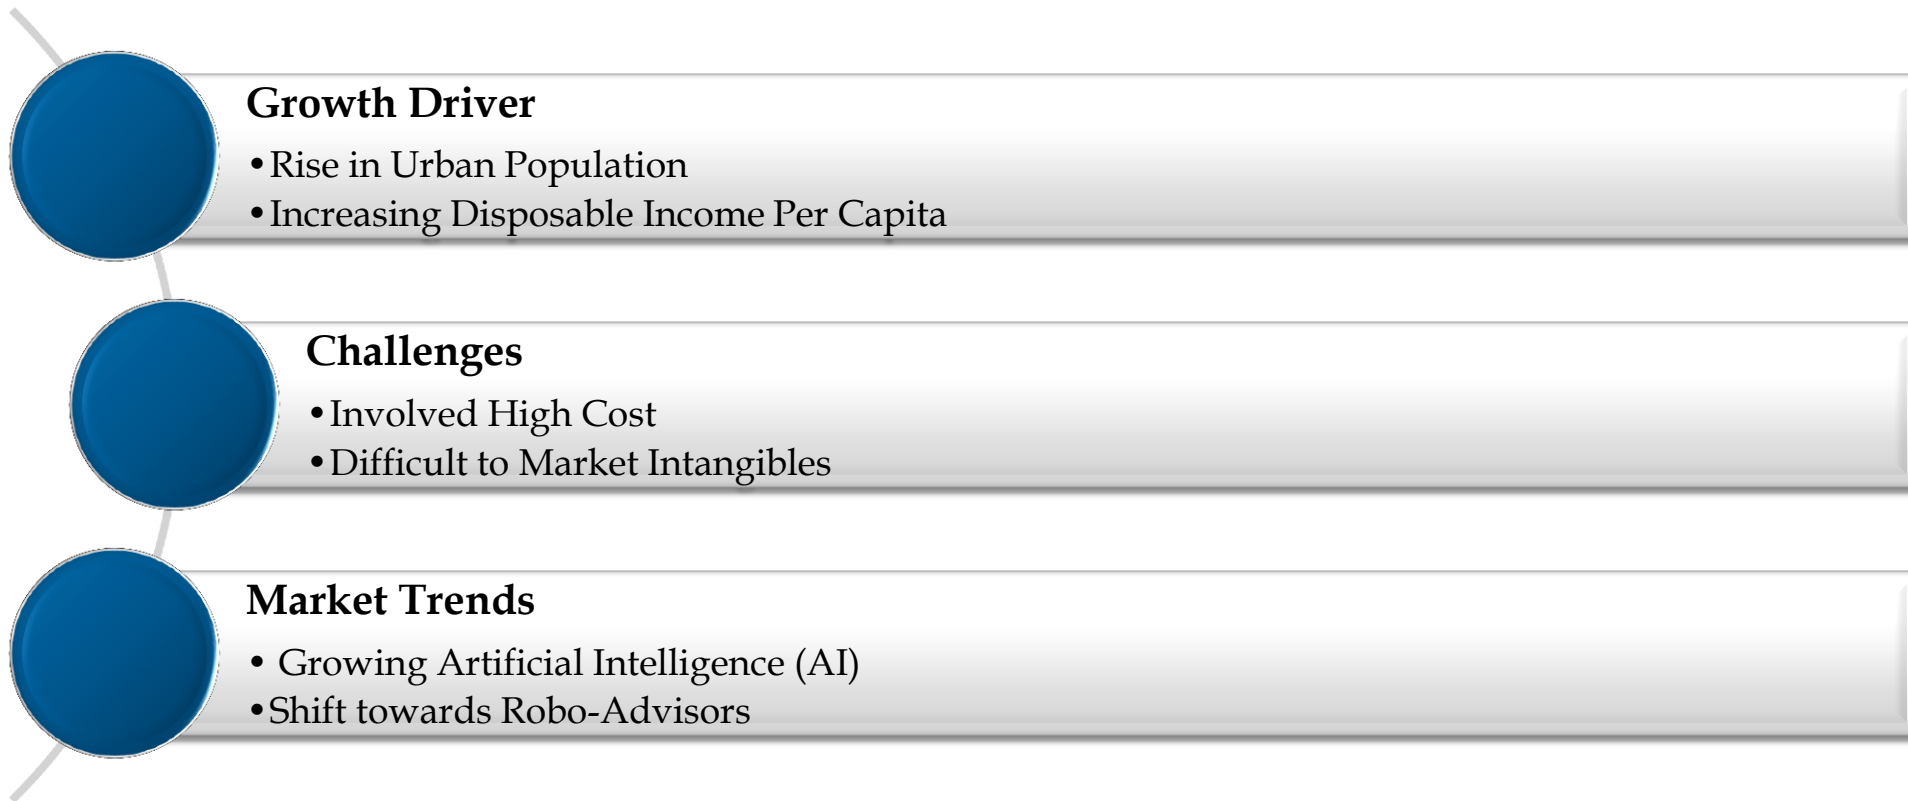 Growth Driver
•Rise in Urban Population
•Increasing Disposable Income Per Capita
Challenges
•Involved High Cost
•Difficult to Market Intangibles
Market Trends
• Growing Artificial Intelligence (AI)
•Shift towards Robo-Advisors